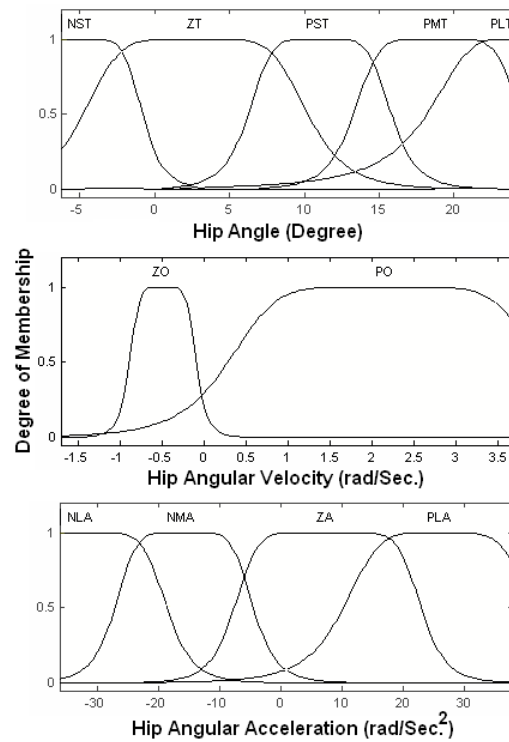 NST ZT PST PMT PLT
1
0.5
0
-5 0 5 10 15 20
Hip Angle (Degree)
Degree of Membership
ZO PO
1
0.5
0
-1.5 -1 -0.5 0 0.5 1 1.5 2 2.5 3 3.5
Hip Angular Velocity (rad/Sec.)
NLA NMA ZA PLA
1
0.5
0
-30 -20 -10 0 10 20 30
Hip Angular Acceleration (rad/Sec.²)